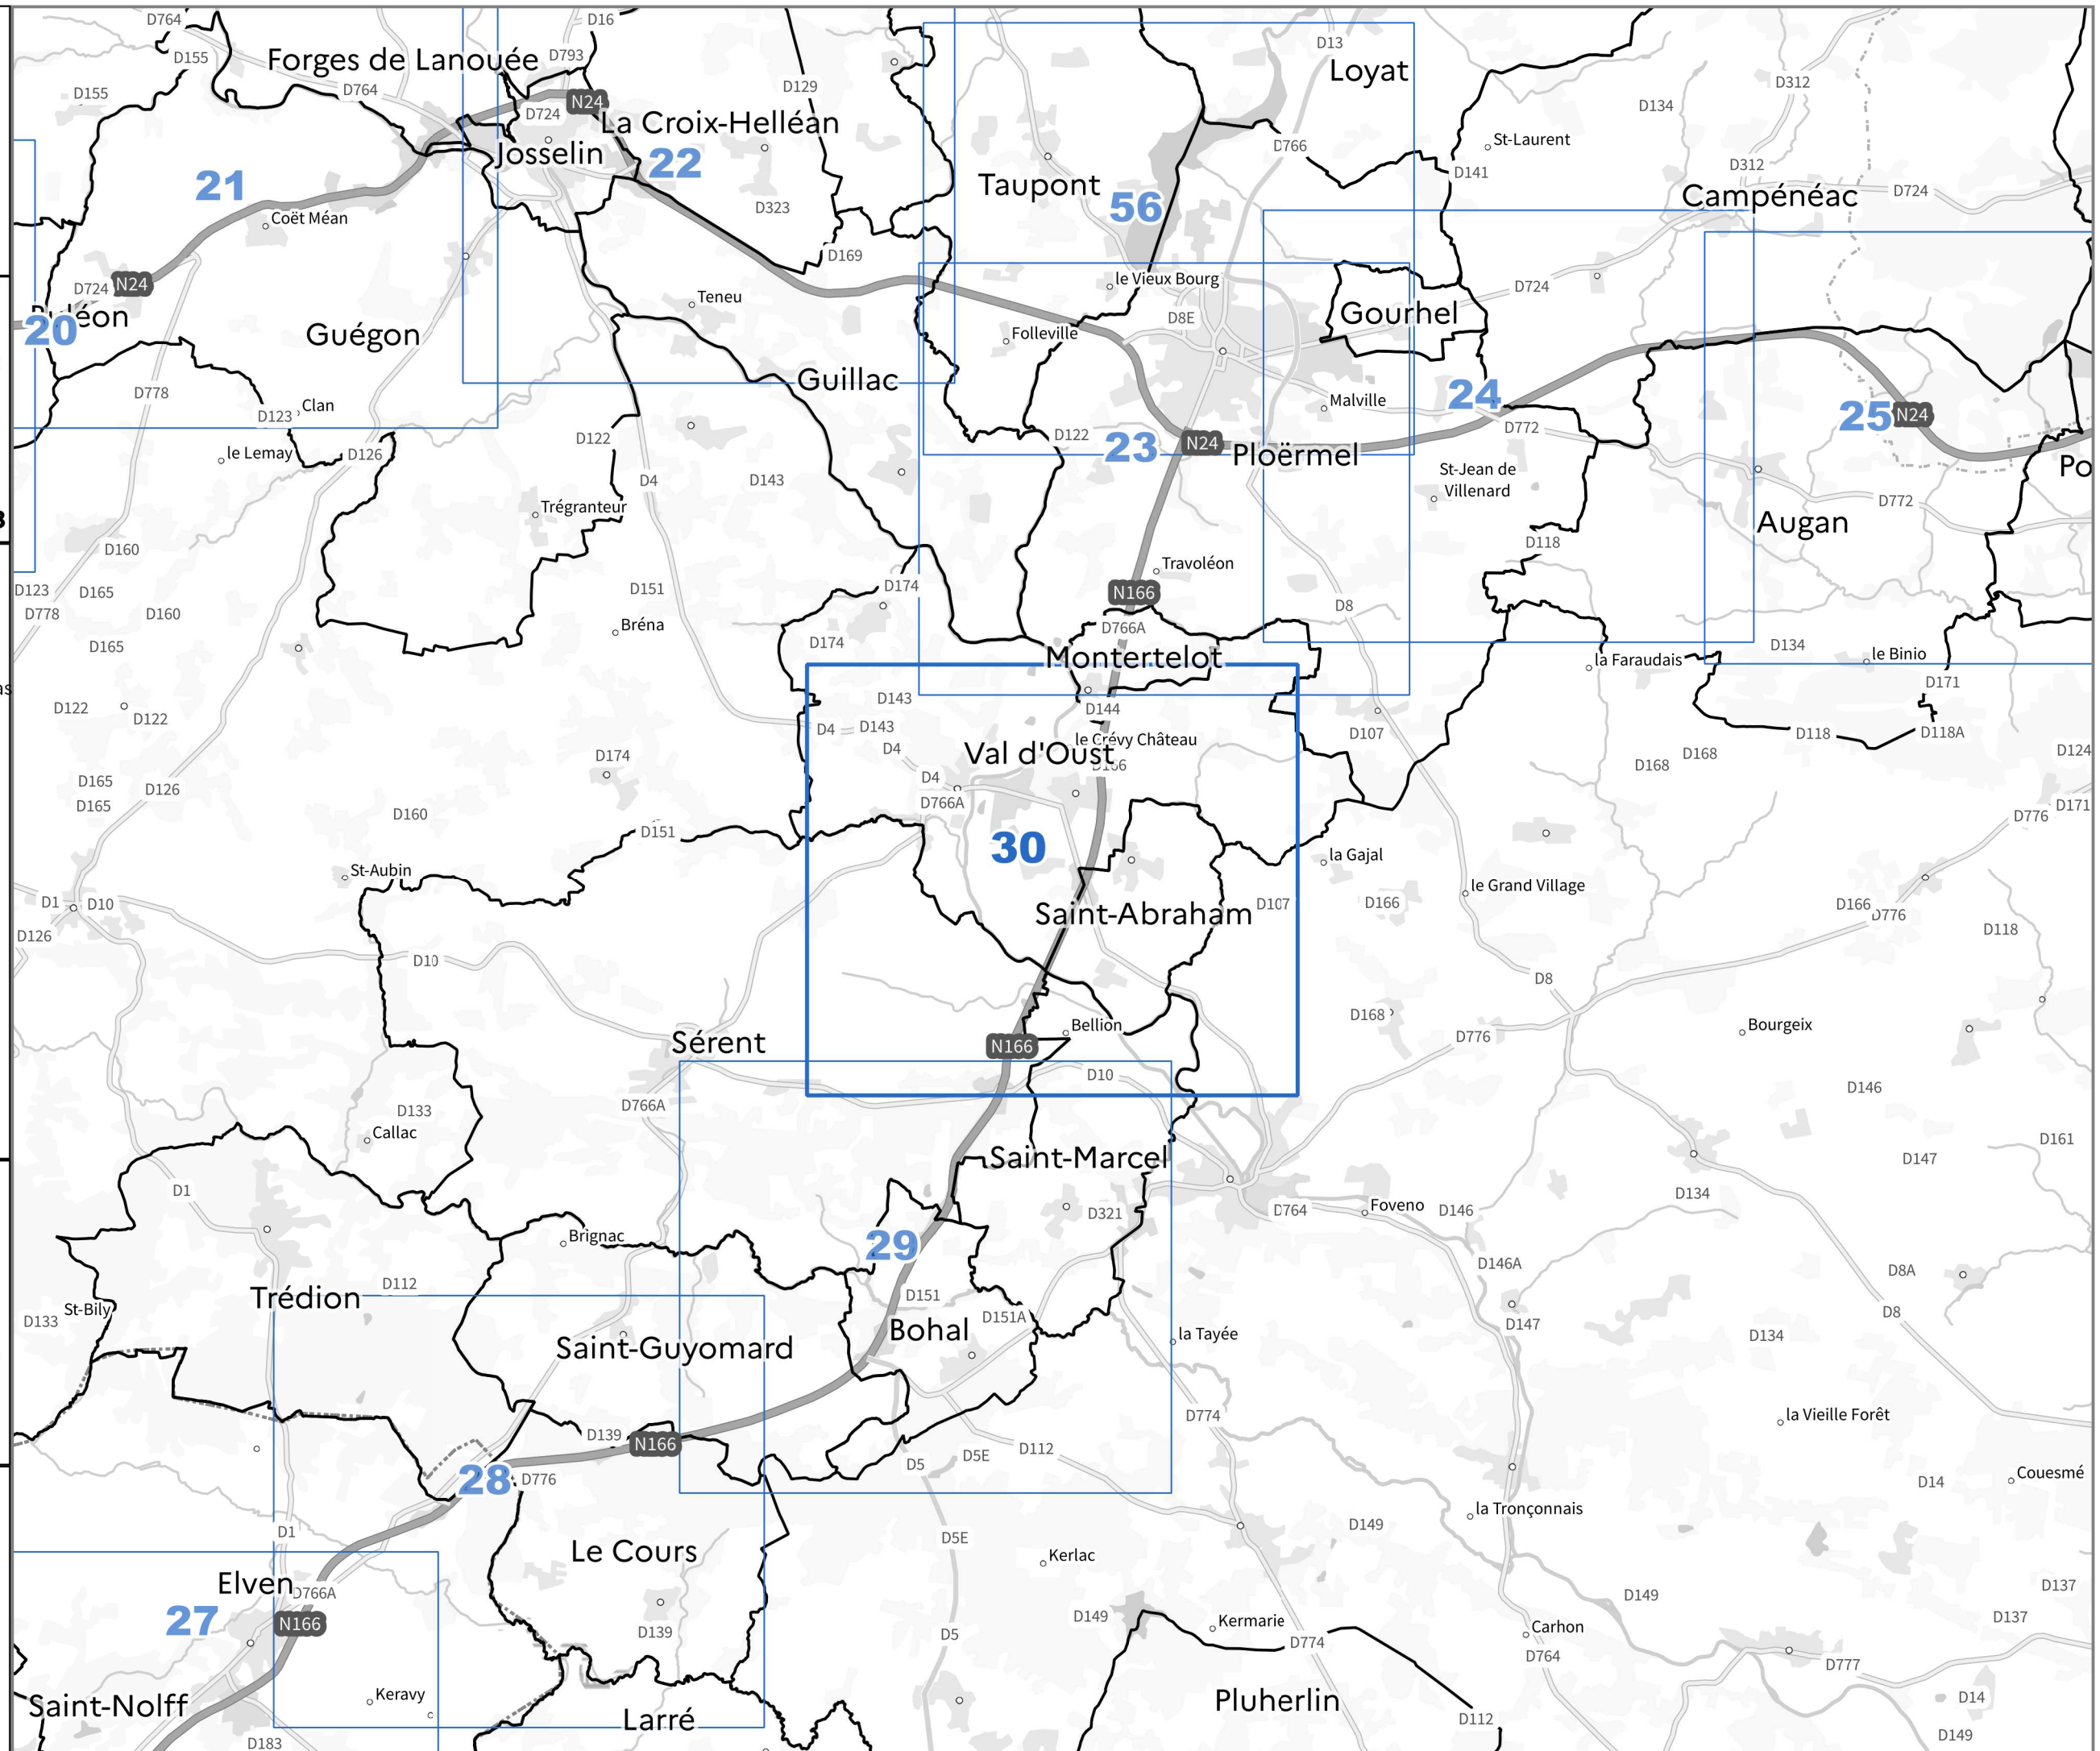 D764
D16
D155
Forges de Lanouée
D793
D13
Loyat
D155
D764
D129
D312
D134
N24
D724
La Croix-Helléan
St-Laurent
D766
Josselin
22
D312
D141
21
Taupont
Campénéac
D724
56
D323
Coët Méan
D169
D724
N24
le Vieux Bourg
D724
Teneu
Gourhel
20
D8E
Guégon
Folleville
Guillac
D778
24
Malville
Clan
D123
25
N24
D772
D122
D122
23
N24
Ploërmel
le Lemay
D126
St-Jean de
Villenard
D4
D143
D772
Trégranteur
Augan
D160
D118
Travoléon
D123
D165
D151
D174
N166
D778
D160
D8
Bréna
D766A
D165
D174
D134
Montertelot
la Faraudais
le Binio
D171
D122
D122
D143
D144
D4
D143
D107
D118
D118A
D174
D4
le Crévy Château
Val d'Oust
D168
D168
D124
D166
D165
D126
D4
D165
D766A
D171
D160
D776
D151
30
la Gajal
St-Aubin
le Grand Village
D1
D10
D107
D166
D166
D776
Saint-Abraham
D126
D118
D10
D8
D168
Bellion
Bourgeix
Sérent
N166
D776
D10
D146
D766A
D133
Callac
D161
Saint-Marcel
D147
D1
D134
D321
D764
Foveno
D146
Brignac
29
D146A
D8A
D112
Trédion
D151
St-Bily
D133
D151A
D8
D147
Bohal
la Tayée
D134
Saint-Guyomard
D774
la Vieille Forêt
D139
N166
D112
D5E
D5
28
D776
Couesmé
D14
la Tronçonnais
D1
D149
D5E
Le Cours
Kerlac
Elven
D766A
D137
D149
27
N166
D149
Kermarie
D137
D139
D5
Carhon
D774
D764
D777
Keravy
Saint-Nolff
Pluherlin
D14
Larré
D112
D149
D183